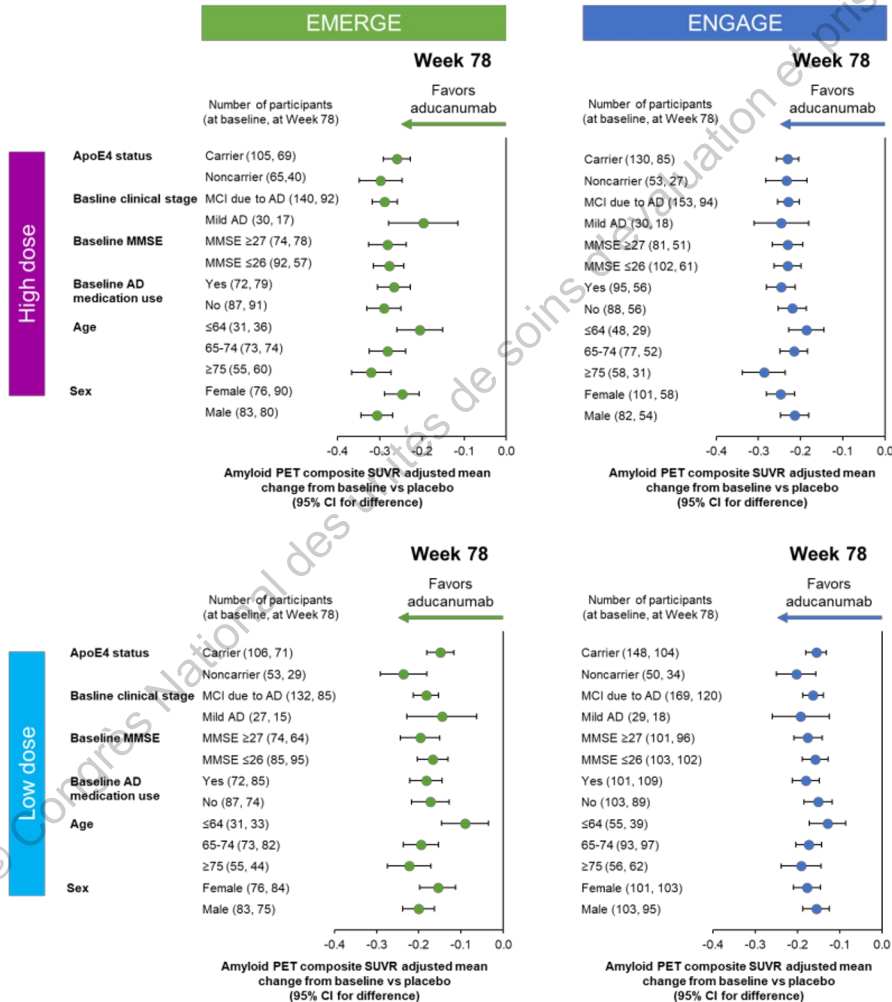 EMERGE
ENGAGE
Week 78
Week 78
Number of participants
(at baseline, at Week 78)
Favors
aducanumab
Favors
aducanumab
High dose
ApoE4 status
Carrier (105, 69)
Carrier (130, 85)
Noncarrier (65,40)
Noncarrier (53, 27)
Basline clinical stage
MCI due to AD (140, 92)
MCI due to AD (153, 94)
Mild AD (30, 17)
Mild AD (30, 18)
Baseline MMSE
MMSE ≥27 (74, 78)
MMSE ≥27 (81, 51)
MMSE ≤26 (92, 57)
MMSE ≤26 (102, 61)
Baseline AD
medication use
Yes (72, 79)
Yes (95, 56)
No (87, 91)
No (88, 56)
Age
≤64 (31, 36)
≤64 (48, 29)
65-74 (73, 74)
65-74 (77, 52)
≥75 (55, 60)
≥75 (58, 31)
Sex
Female (76, 90)
Female (101, 58)
Male (83, 80)
Male (82, 54)
-0.4 -0.3 -0.2 -0.1 0.0
-0.4 -0.3 -0.2 -0.1 0.0
Amyloid PET composite SUVR adjusted mean
change from baseline vs placebo
(95% CI for difference)
Amyloid PET composite SUVR adjusted mean
change from baseline vs placebo
(95% CI for difference)
Week 78
Week 78
Number of participants
(at baseline, at Week 78)
Favors
aducanumab
Number of participants
(at baseline, at Week 78)
Favors
aducanumab
Low dose
ApoE4 status
Carrier (106, 71)
Carrier (148, 104)
Noncarrier (53, 29)
Noncarrier (50, 34)
Basline clinical stage
MCI due to AD (132, 85)
MCI due to AD (169, 120)
Mild AD (27, 15)
Mild AD (29, 18)
Baseline MMSE
MMSE ≥27 (74, 64)
MMSE ≥27 (101, 96)
MMSE ≤26 (85, 95)
MMSE ≤26 (103, 102)
Baseline AD
medication use
Yes (72, 85)
Yes (101, 109)
No (87, 74)
No (103, 89)
Age
≤64 (31, 33)
≤64 (55, 39)
65-74 (73, 82)
65-74 (93, 97)
≥75 (55, 44)
≥75 (56, 62)
Sex
Female (76, 84)
Female (101, 103)
Male (83, 75)
Male (103, 95)
-0.4 -0.3 -0.2 -0.1 0.0
-0.4 -0.3 -0.2 -0.1 0.0
Amyloid PET composite SUVR adjusted mean
change from baseline vs placebo
(95% CI for difference)
Amyloid PET composite SUVR adjusted mean
change from baseline vs placebo
(95% CI for difference)
© Congrès National des unités de soins d'évaluation et pris